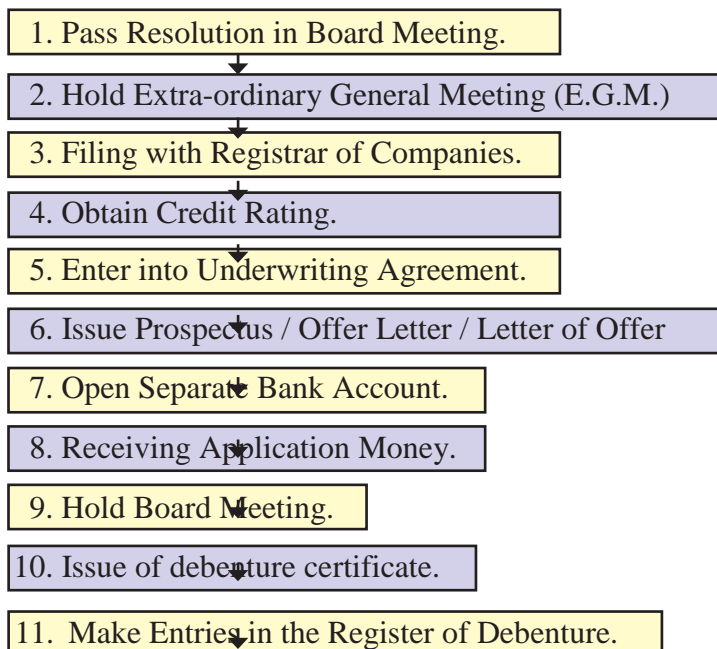 1. Pass Resolution in Board Meeting.
2. Hold Extra-ordinary General Meeting (E.G.M.)
3. Filing with Registrar of Companies.
4. Obtain Credit Rating.
5. Enter into Underwriting Agreement.
6. Issue Prospectus / Offer Letter / Letter of Offer
7. Open Separate Bank Account.
8. Receiving Application Money.
9. Hold Board Meeting.
10. Issue of debenture certificate.
11. Make Entries in the Register of Debenture.